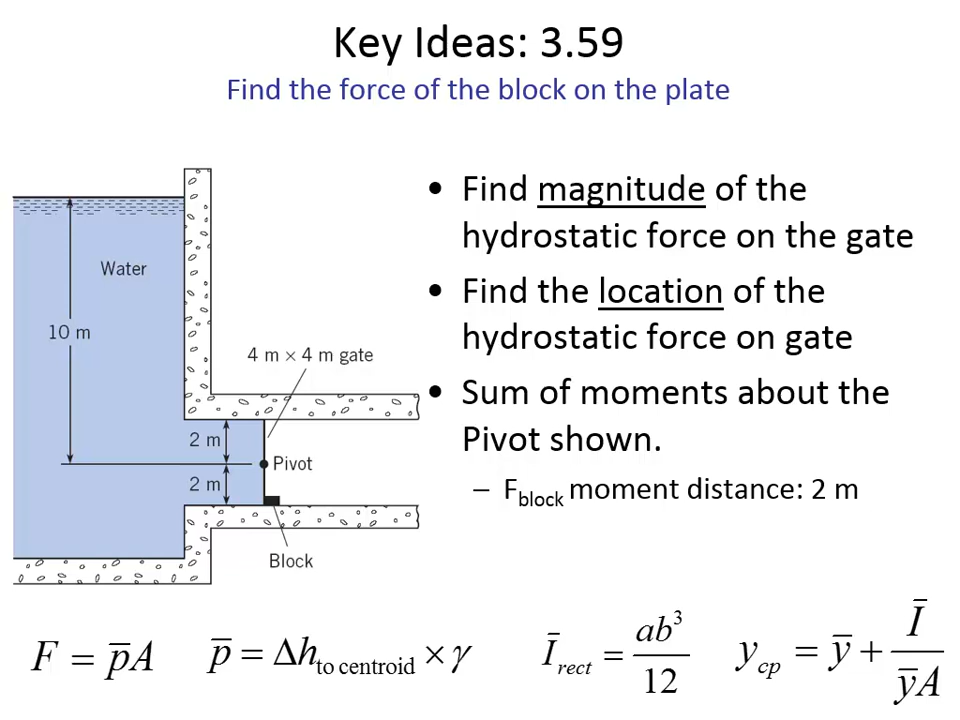 Key Ideas: 3.59
Find the force of the block on the plate
• Find magnitude of the
hydrostatic force on the gate
• Find the location of the
hydrostatic force on gate
• Sum of moments about the
Pivot shown.
– F_block moment distance: 2 m
Water
10 m
4 m × 4 m gate
2 m
Pivot
2 m
Block
F = p̄A
p̄ = Δh_to centroid × γ
Ī_rect = ab³/12
y_cp = ȳ + Ī/ȳA